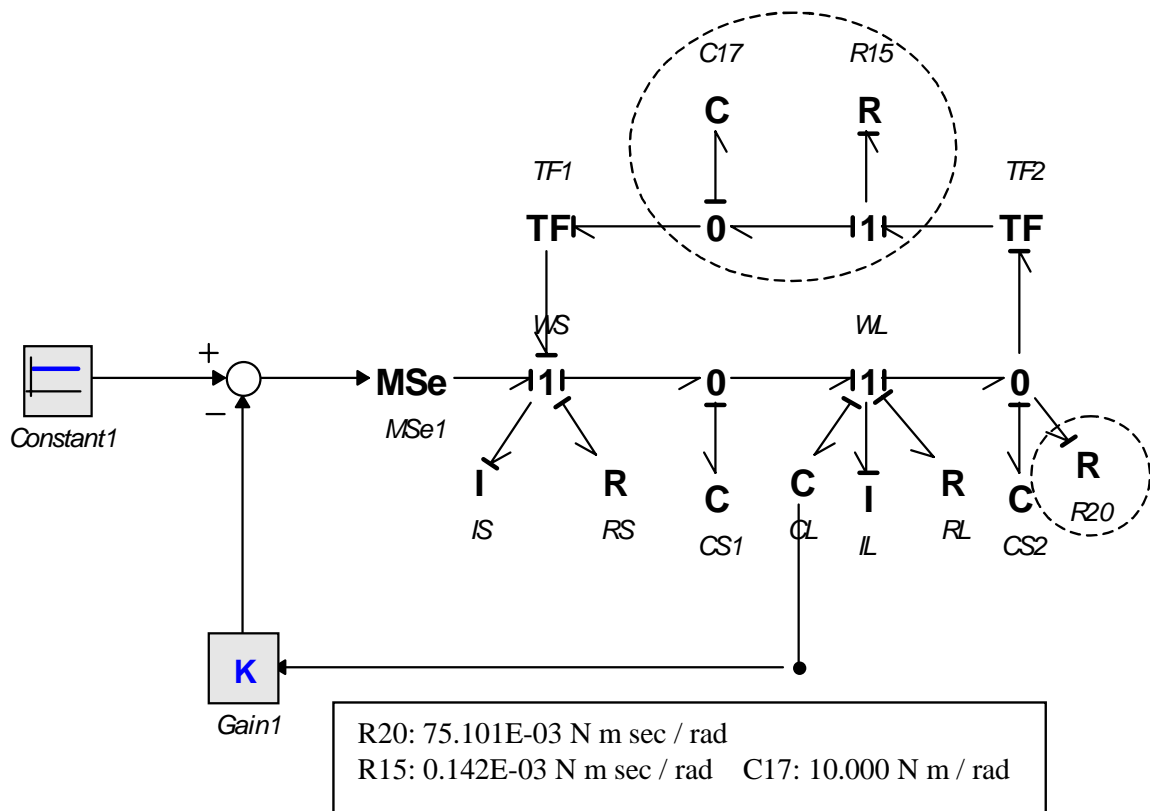 C17 R15
C R
TF1 TF2
TF 0 1 TF
WS WL
+
MSe 1 0 1 0
−
Constant1 MSe1
R
I R C C I R C
R20
IS RS CS1 CL IL RL CS2
K
Gain1
R20: 75.101E-03 N m sec / rad
R15: 0.142E-03 N m sec / rad C17: 10.000 N m / rad